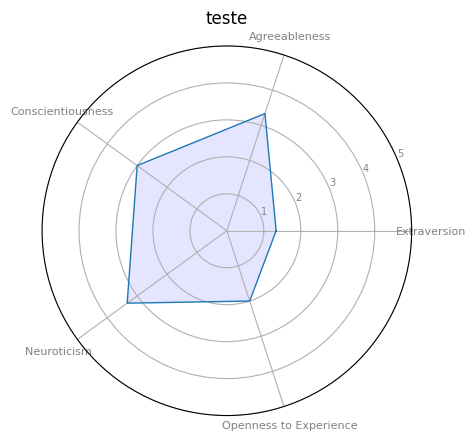 teste
Agreeableness
Conscientiousness
5
4
3
2
1
Extraversion
Neuroticism
Openness to Experience